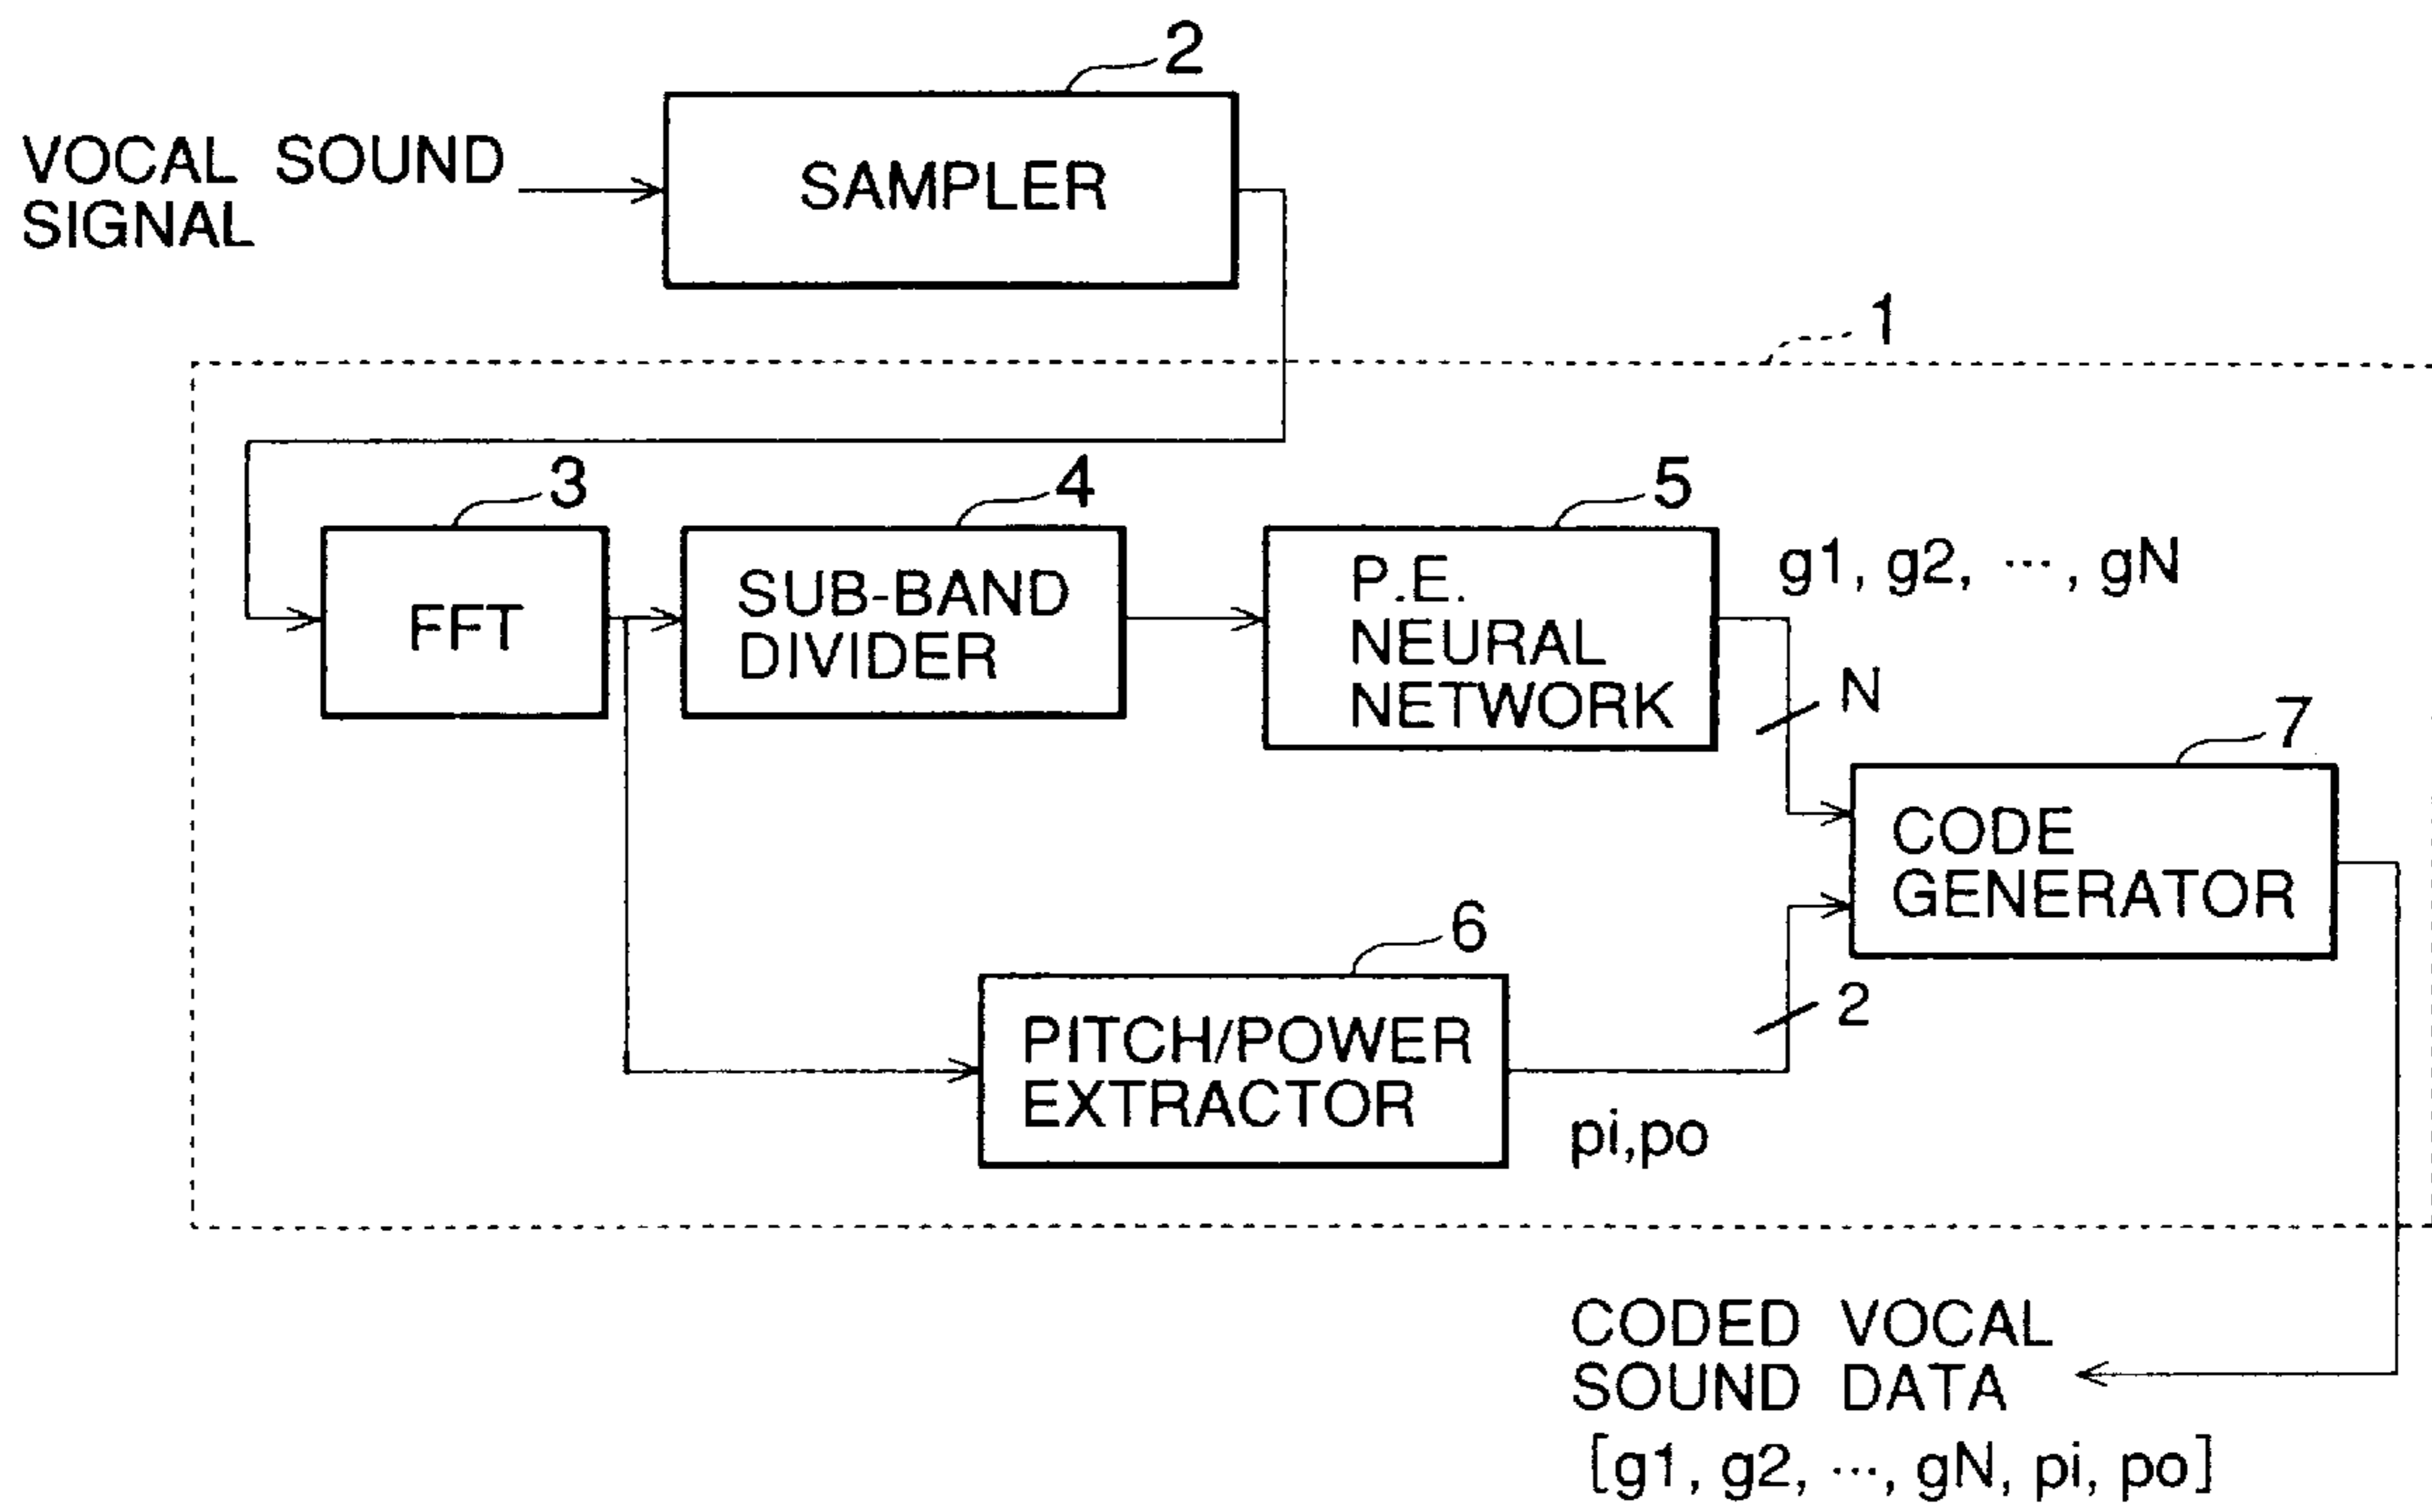 2
VOCAL SOUND
SIGNAL
SAMPLER
1
3
4
5
FFT
SUB-BAND
DIVIDER
P.E.
NEURAL
NETWORK
g1, g2, ···, gN
N
7
CODE
GENERATOR
6
PITCH/POWER
EXTRACTOR
2
pi,po
CODED VOCAL
SOUND DATA
[g1, g2, ···, gN, pi, po]